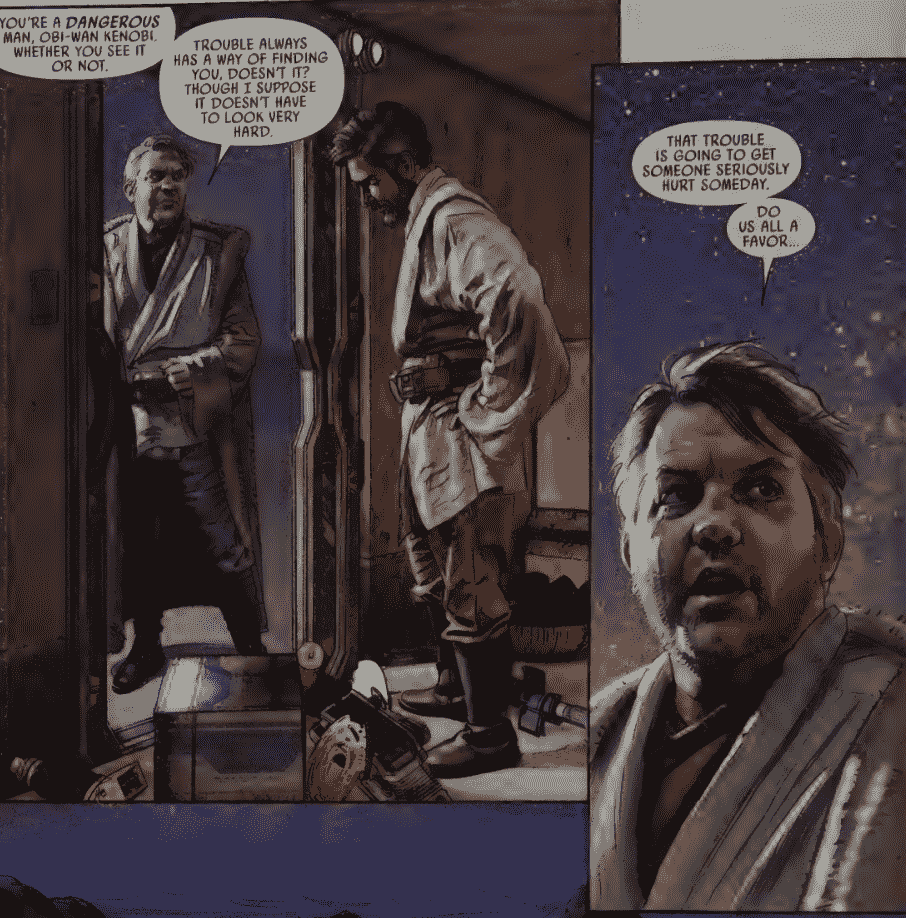 YOU'RE A DANGEROUS
MAN, OBI-WAN KENOBI.
WHETHER YOU SEE IT
OR NOT.
TROUBLE ALWAYS
HAS A WAY OF FINDING
YOU, DOESN'T IT?
THOUGH I SUPPOSE
IT DOESN'T HAVE
TO LOOK VERY
HARD.
THAT TROUBLE
IS GOING TO GET
SOMEONE SERIOUSLY
HURT SOMEDAY.
DO
US ALL A
FAVOR...